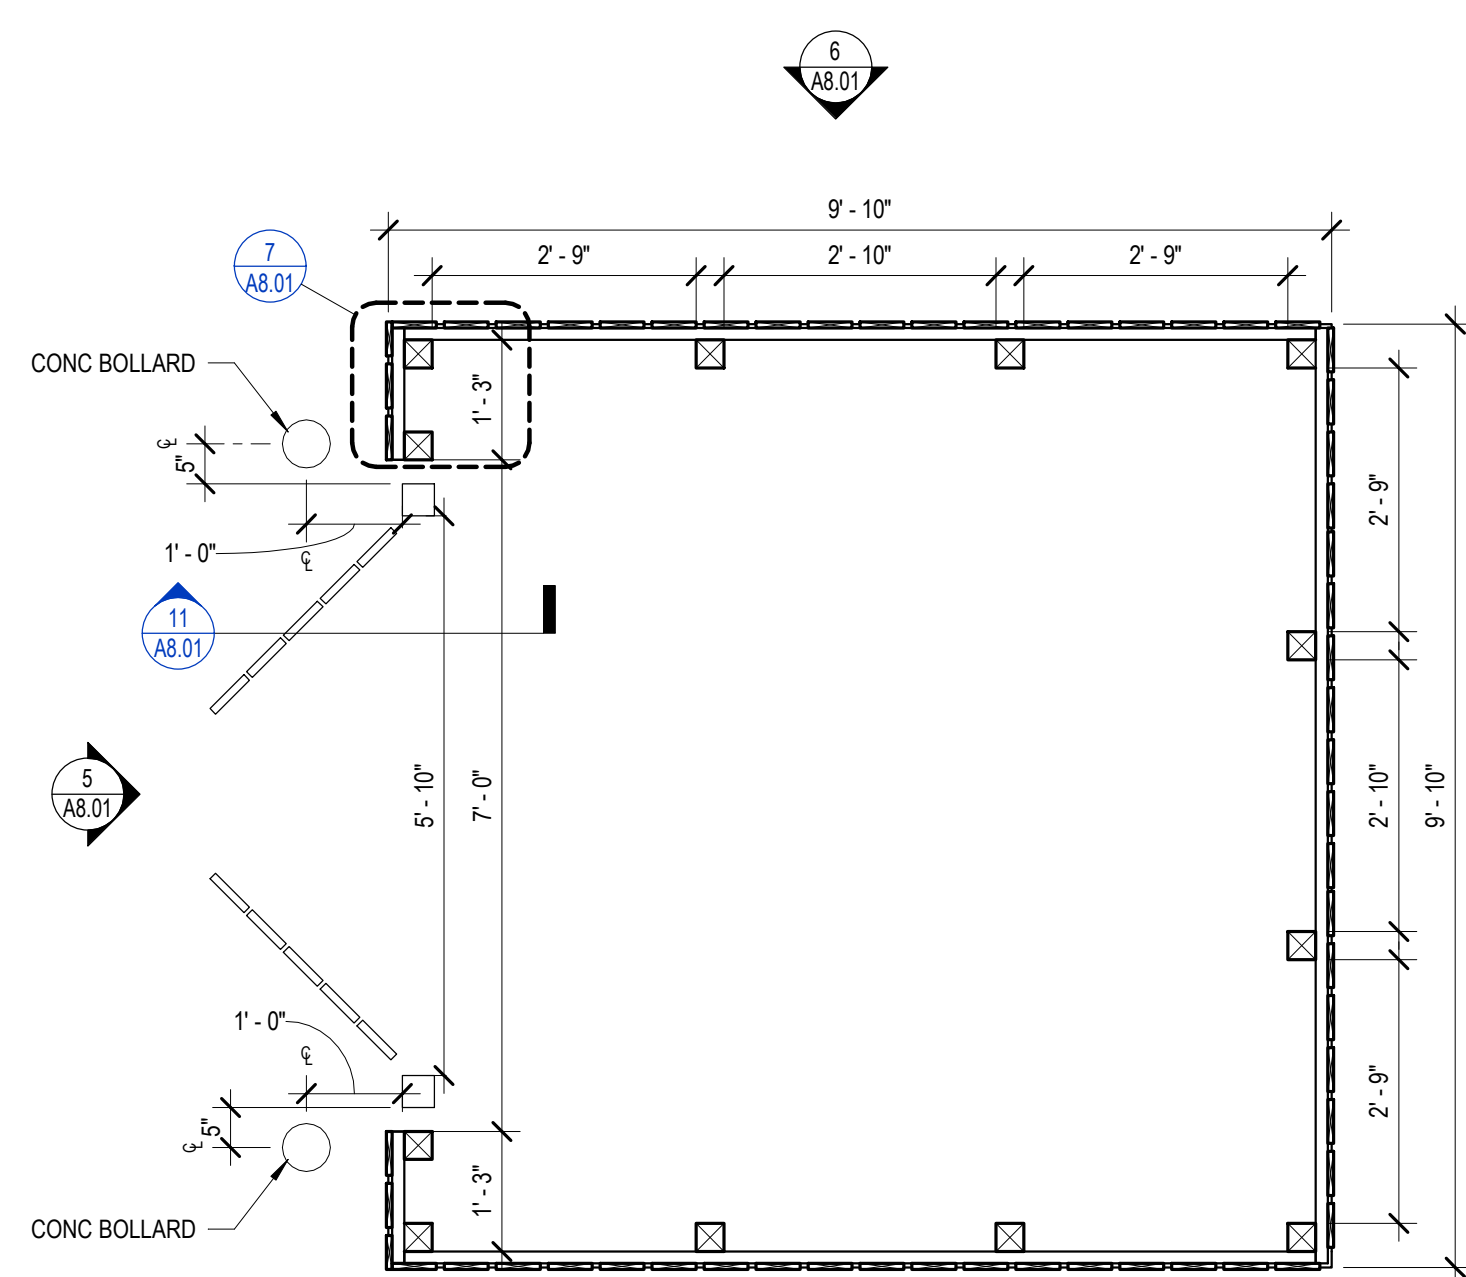 6
A8.01
9' - 10"
2' - 9"
2' - 10"
2' - 9"
7
A8.01
CONC BOLLARD
℄
5"
1' - 3"
1' - 0"
℄
2' - 9"
11
A8.01
5
A8.01
5' - 10"
7' - 0"
2' - 10"
9' - 10"
1' - 0"
℄
℄
5"
2' - 9"
1' - 3"
CONC BOLLARD